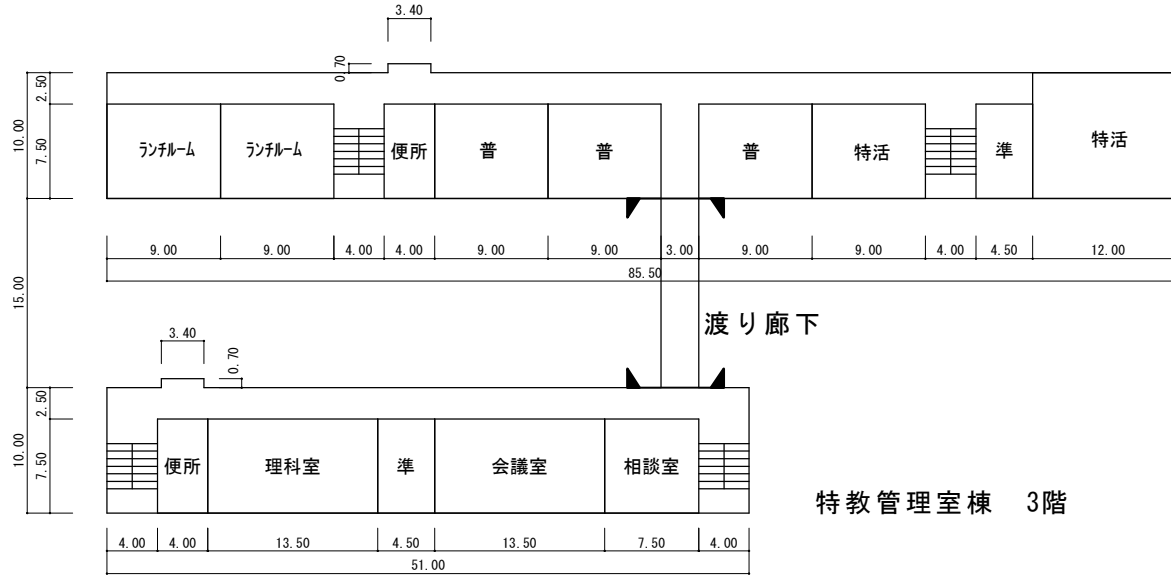 3.40
0.70
2.50
10.00
7.50
ランチルーム
ランチルーム
便所
普
普
普
特活
準
特活
9.00
9.00
4.00
4.00
9.00
9.00
3.00
9.00
9.00
4.00
4.50
12.00
85.50
15.00
渡り廊下
3.40
0.70
2.50
10.00
7.50
便所
理科室
準
会議室
相談室
特教管理室棟 3階
4.00
4.00
13.50
4.50
13.50
7.50
4.00
51.00